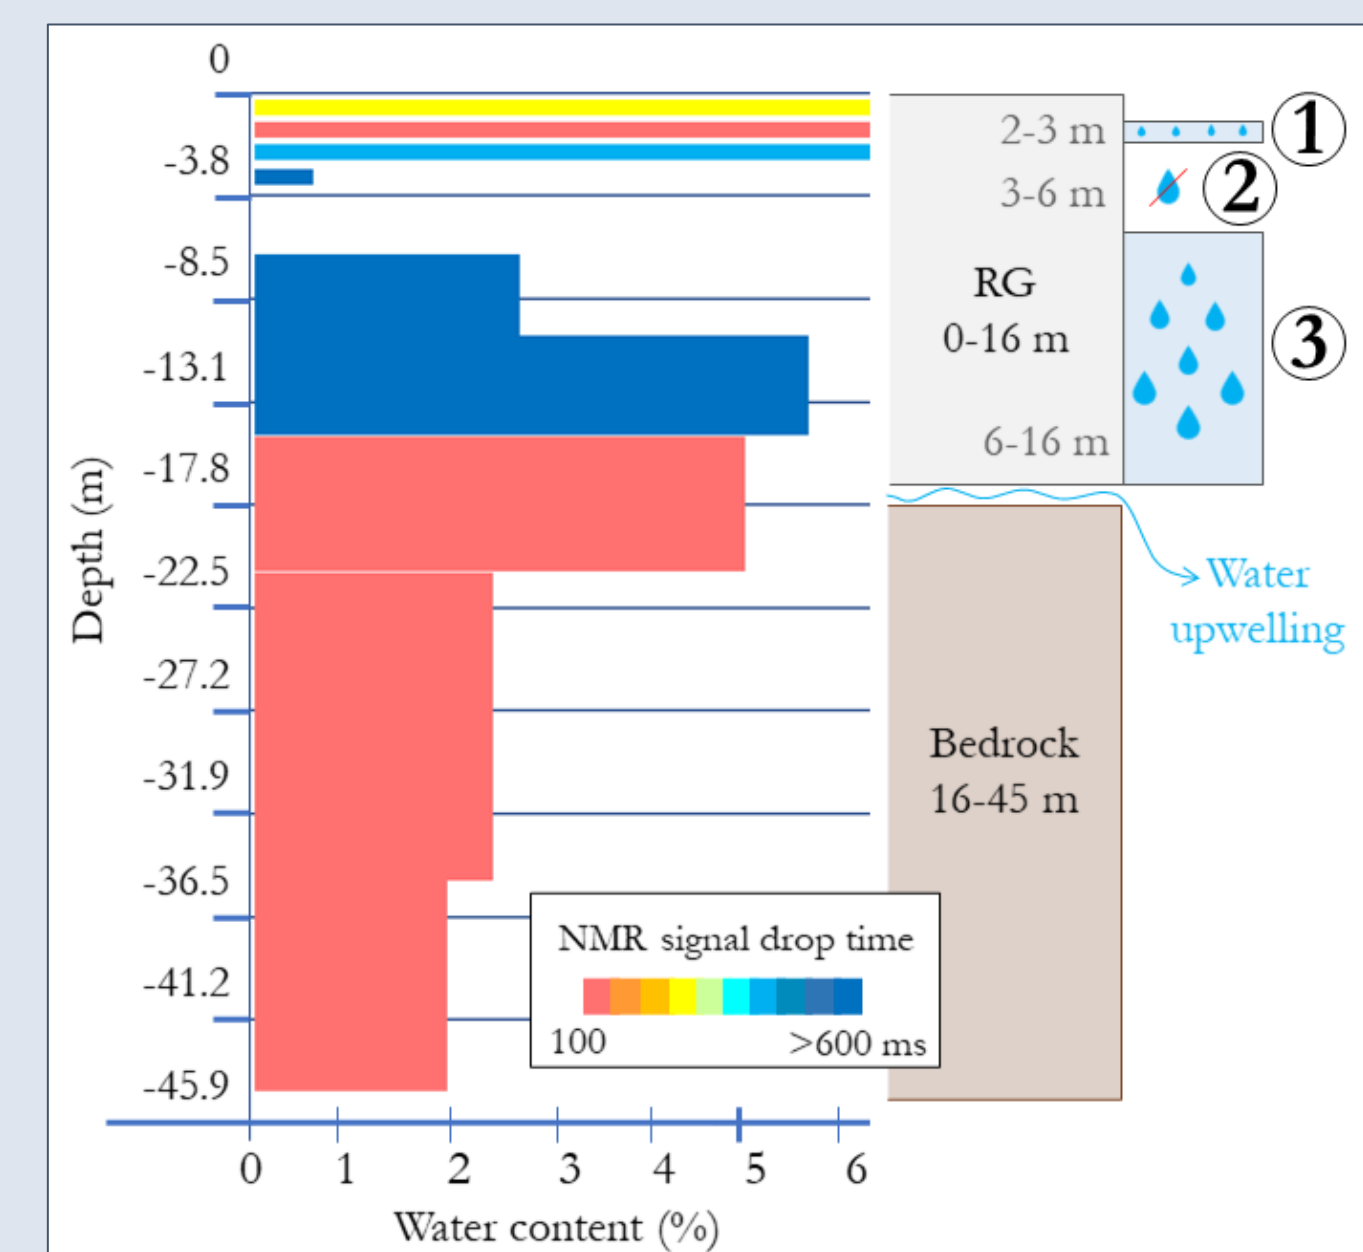 0
-3.8
-8.5
-13.1
-17.8
-22.5
-27.2
-31.9
-36.5
-41.2
-45.9
Depth (m)
0 1 2 3 4 5 6
Water content (%)
2-3 m
3-6 m
RG
0-16 m
6-16 m
1
2
3
Water
upwelling
Bedrock
16-45 m
NMR signal drop time
100 >600 ms